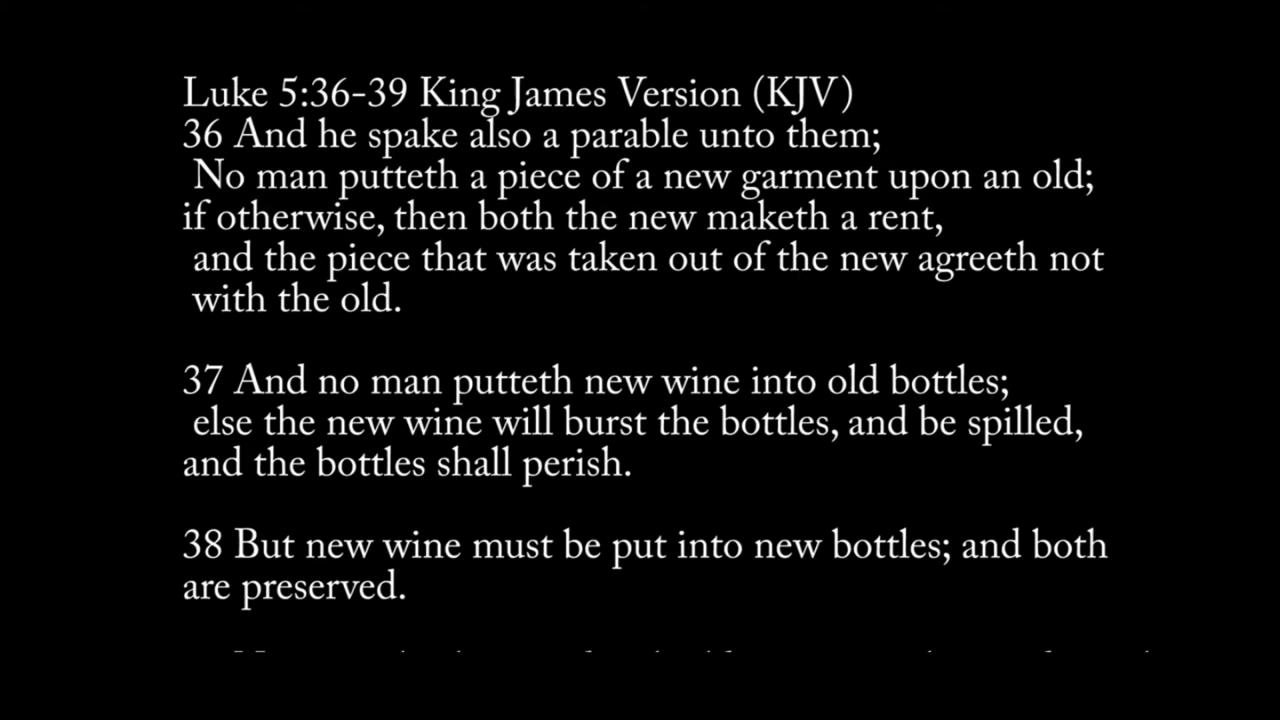 Luke 5:36-39 King James Version (KJV)
36 And he spake also a parable unto them;
No man putteth a piece of a new garment upon an old;
if otherwise, then both the new maketh a rent,
and the piece that was taken out of the new agreeth not
with the old.
37 And no man putteth new wine into old bottles;
else the new wine will burst the bottles, and be spilled,
and the bottles shall perish.
38 But new wine must be put into new bottles; and both
are preserved.